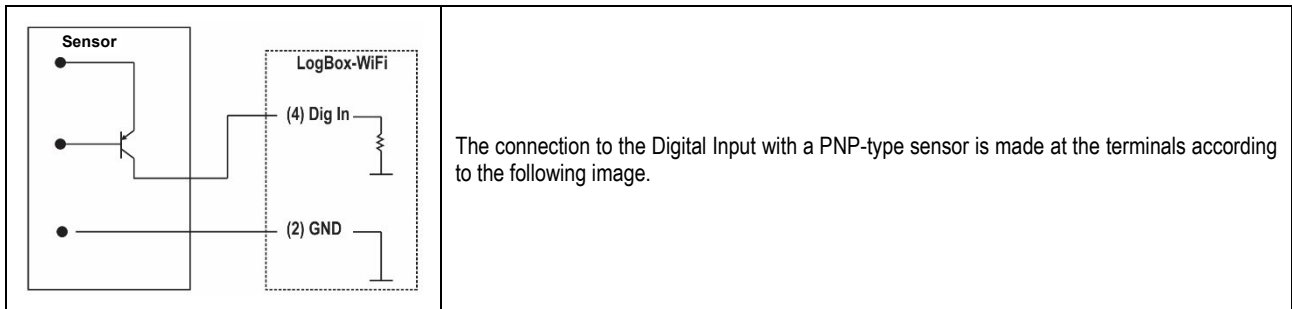 Sensor
LogBox-WiFi
(4) Dig In
(2) GND
The connection to the Digital Input with a PNP-type sensor is made at the terminals according
to the following image.